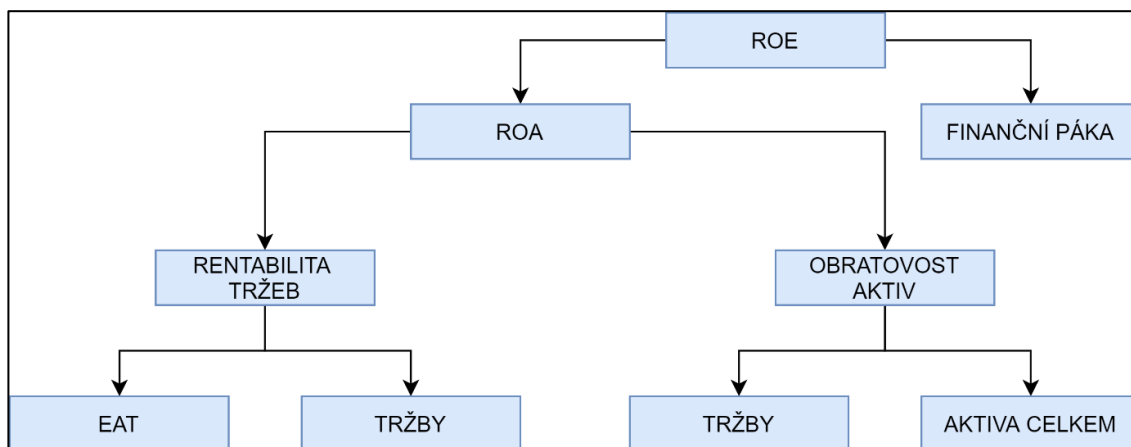 ROE
ROA
FINANČNÍ PÁKA
RENTABILITA
TRŽEB
OBRATOVOST
AKTIV
EAT
TRŽBY
TRŽBY
AKTIVA CELKEM